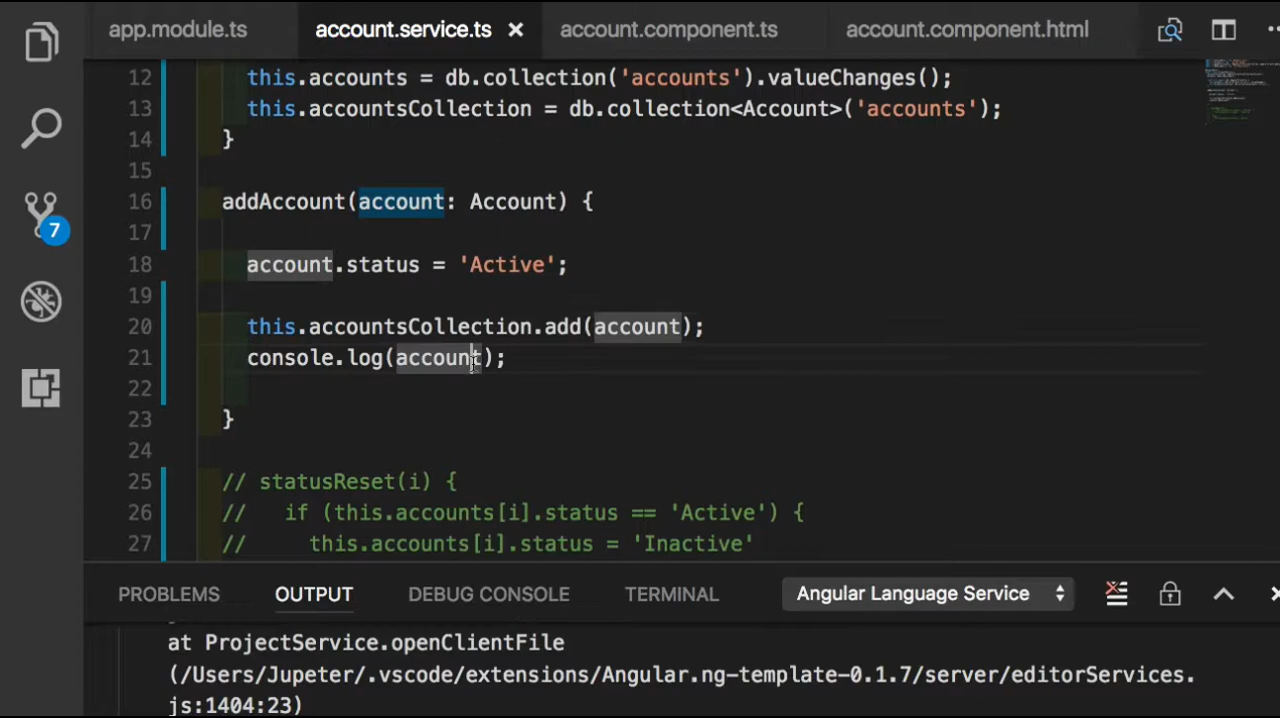 app.module.ts account.service.ts × account.component.ts account.component.html
12 this.accounts = db.collection('accounts').valueChanges();
13 this.accountsCollection = db.collection<Account>('accounts');
14 }
15
16 addAccount(account: Account) {
17
18 account.status = 'Active';
19
20 this.accountsCollection.add(account);
21 console.log(account);
22
23 }
24
25 // statusReset(i) {
26 // if (this.accounts[i].status == 'Active') {
27 // this.accounts[i].status = 'Inactive'
7
PROBLEMS OUTPUT DEBUG CONSOLE TERMINAL Angular Language Service
at ProjectService.openClientFile
(/Users/Jupeter/.vscode/extensions/Angular.ng-template-0.1.7/server/editorServices.
js:1404:23)